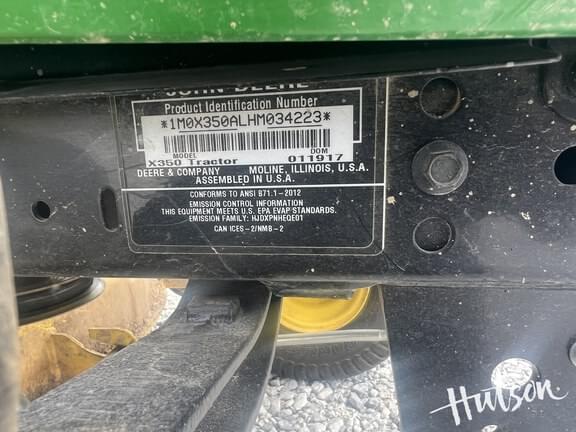 JOHN DEERE
Product Identification Number
*1M0X350ALHM034223*
MODEL DOM
X350 Tractor 011917
DEERE & COMPANY MOLINE, ILLINOIS, U.S.A.
ASSEMBLED IN U.S.A.
CONFORMS TO ANSI B71.1-2012
EMISSION CONTROL INFORMATION
THIS EQUIPMENT MEETS U.S. EPA EVAP STANDARDS.
EMISSION FAMILY: HJDXPNHEQE01
CAN ICES-2/NMB-2
Hutson